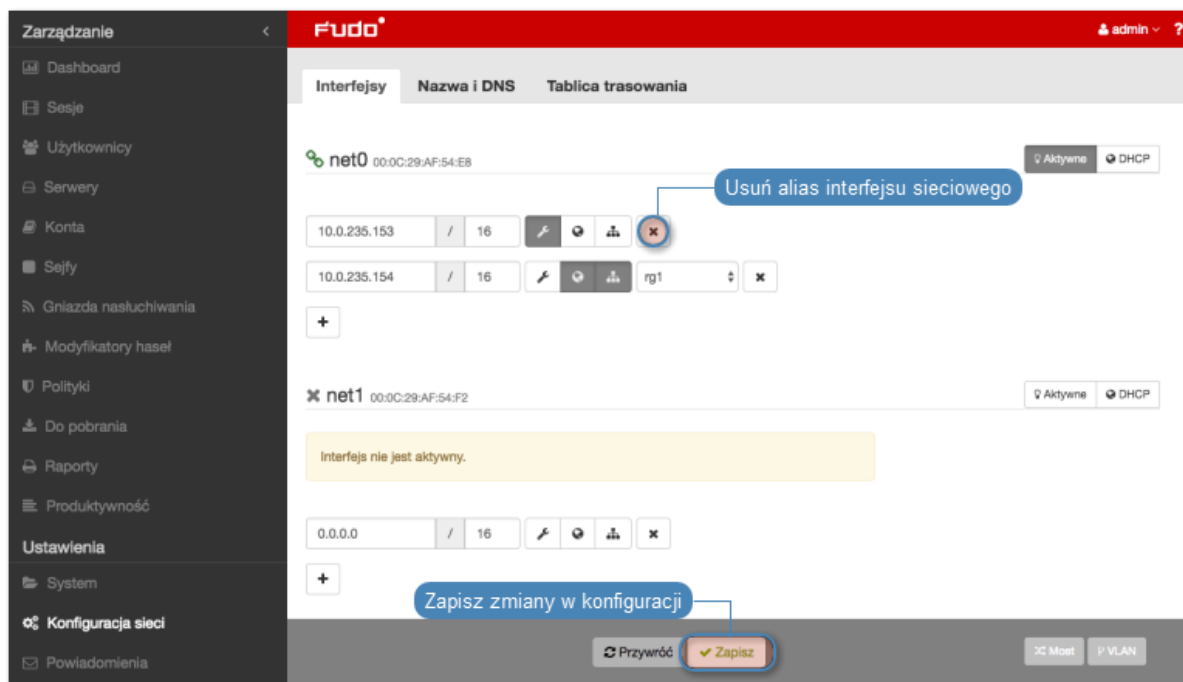 Zarządzanie
Fudo
admin ?
Dashboard
Sesje
Użytkownicy
Serwery
Konta
Sejfy
Gniazda nasłuchiwania
Modyfikatory haseł
Polityki
Do pobrania
Raporty
Produktywność
Ustawienia
System
Konfiguracja sieci
Powiadomienia
Interfejsy Nazwa i DNS Tablica trasowania
net0 00:0C:29:AF:54:E8 Aktywne DHCP
Usuń alias interfejsu sieciowego
10.0.235.153 / 16
10.0.235.154 / 16 rg1
+
net1 00:0C:29:AF:54:F2 Aktywne DHCP
Interfejs nie jest aktywny.
0.0.0.0 / 16
+
Zapisz zmiany w konfiguracji
Przywróć Zapisz Most VLAN